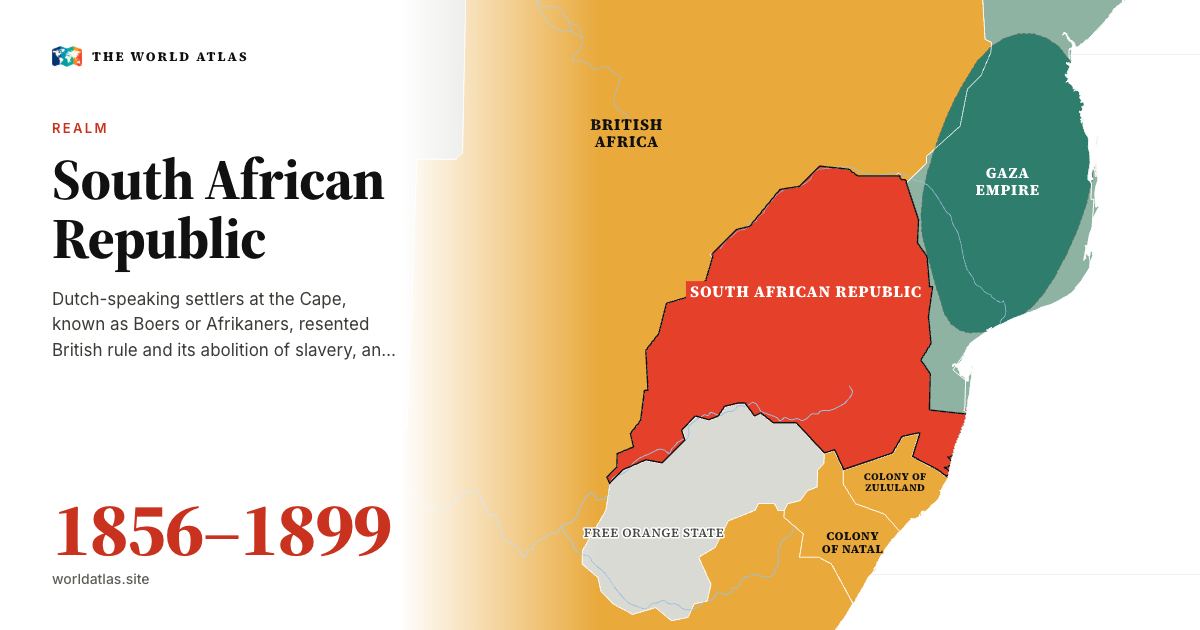 THE WORLD ATLAS
REALM
South African
Republic
Dutch-speaking settlers at the Cape,
known as Boers or Afrikaners, resented
British rule and its abolition of slavery, an...
1856–1899
worldatlas.site
BRITISH
AFRICA
GAZA
EMPIRE
SOUTH AFRICAN REPUBLIC
COLONY OF
ZULULAND
FREE ORANGE STATE
COLONY
OF NATAL